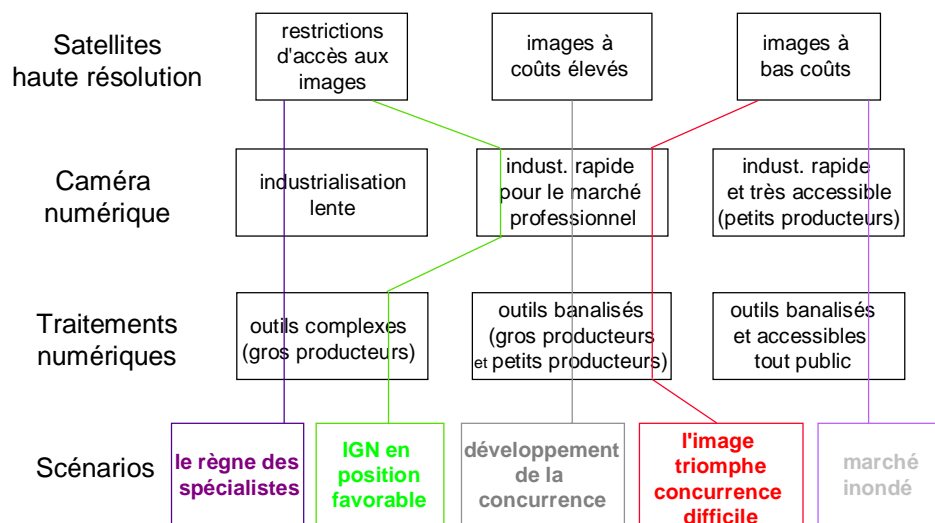 Satellites
haute résolution
restrictions
d'accès aux
images
images à
coûts élevés
images à
bas coûts
Caméra
numérique
industrialisation
lente
indust. rapide
pour le marché
professionnel
indust. rapide
et très accessible
(petits producteurs)
Traitements
numériques
outils complexes
(gros producteurs)
outils banalisés
(gros producteurs
et petits producteurs)
outils banalisés
et accessibles
tout public
Scénarios
le règne des
spécialistes
IGN en
position
favorable
développement
de la
concurrence
l'image
triomphe
concurrence
difficile
marché
inondé